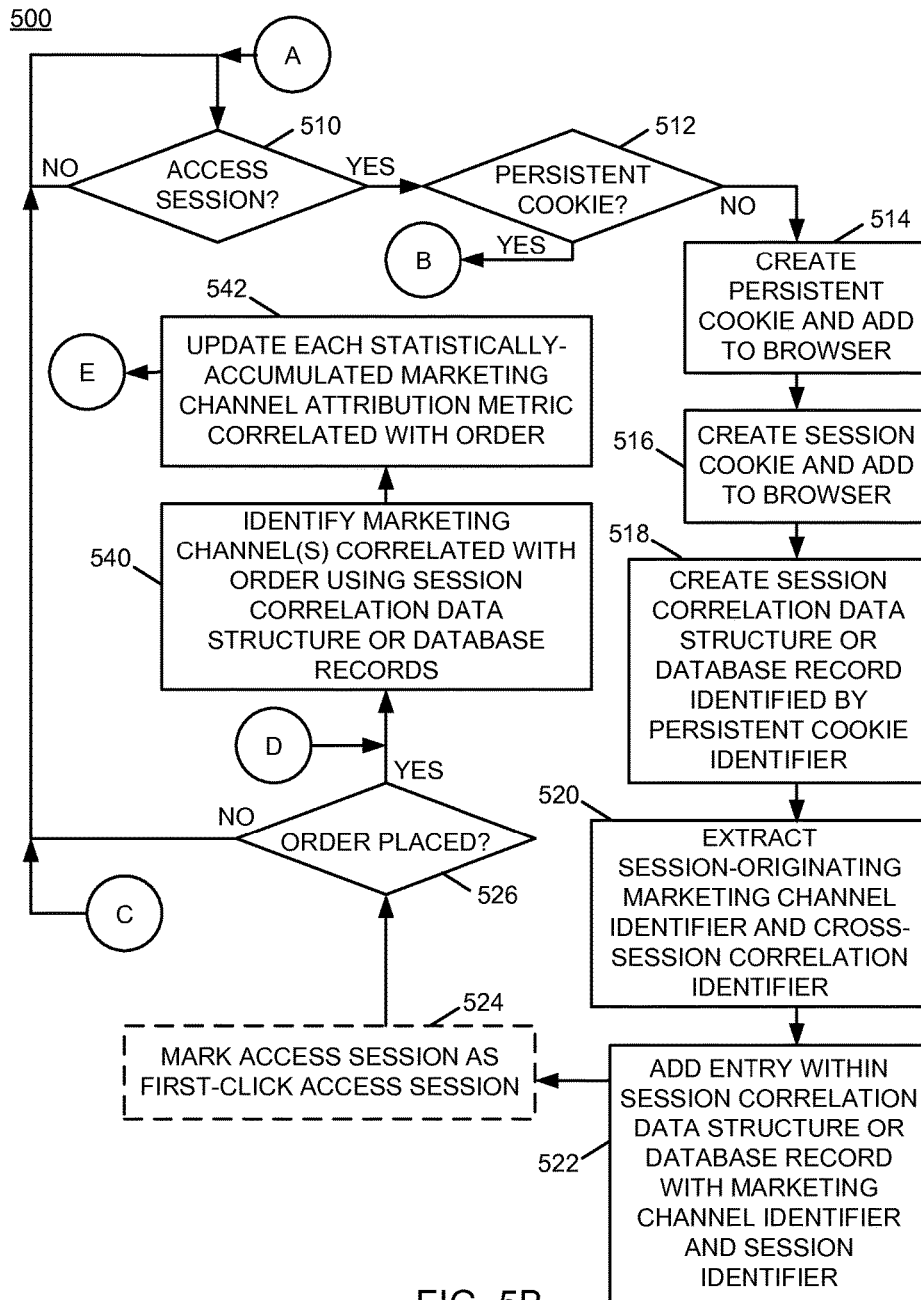 500
A
510
ACCESS
SESSION?
NO
YES
512
PERSISTENT
COOKIE?
NO
YES
B
514
CREATE
PERSISTENT
COOKIE AND ADD
TO BROWSER
516
CREATE SESSION
COOKIE AND ADD
TO BROWSER
518
CREATE SESSION
CORRELATION DATA
STRUCTURE OR
DATABASE RECORD
IDENTIFIED BY
PERSISTENT COOKIE
IDENTIFIER
520
EXTRACT
SESSION-ORIGINATING
MARKETING CHANNEL
IDENTIFIER AND CROSS-
SESSION CORRELATION
IDENTIFIER
522
ADD ENTRY WITHIN
SESSION CORRELATION
DATA STRUCTURE OR
DATABASE RECORD
WITH MARKETING
CHANNEL IDENTIFIER
AND SESSION
IDENTIFIER
524
MARK ACCESS SESSION AS
FIRST-CLICK ACCESS SESSION
526
ORDER PLACED?
NO
YES
C
D
540
IDENTIFY MARKETING
CHANNEL(S) CORRELATED WITH
ORDER USING SESSION
CORRELATION DATA
STRUCTURE OR DATABASE
RECORDS
542
UPDATE EACH STATISTICALLY-
ACCUMULATED MARKETING
CHANNEL ATTRIBUTION METRIC
CORRELATED WITH ORDER
E
FIG. 5B